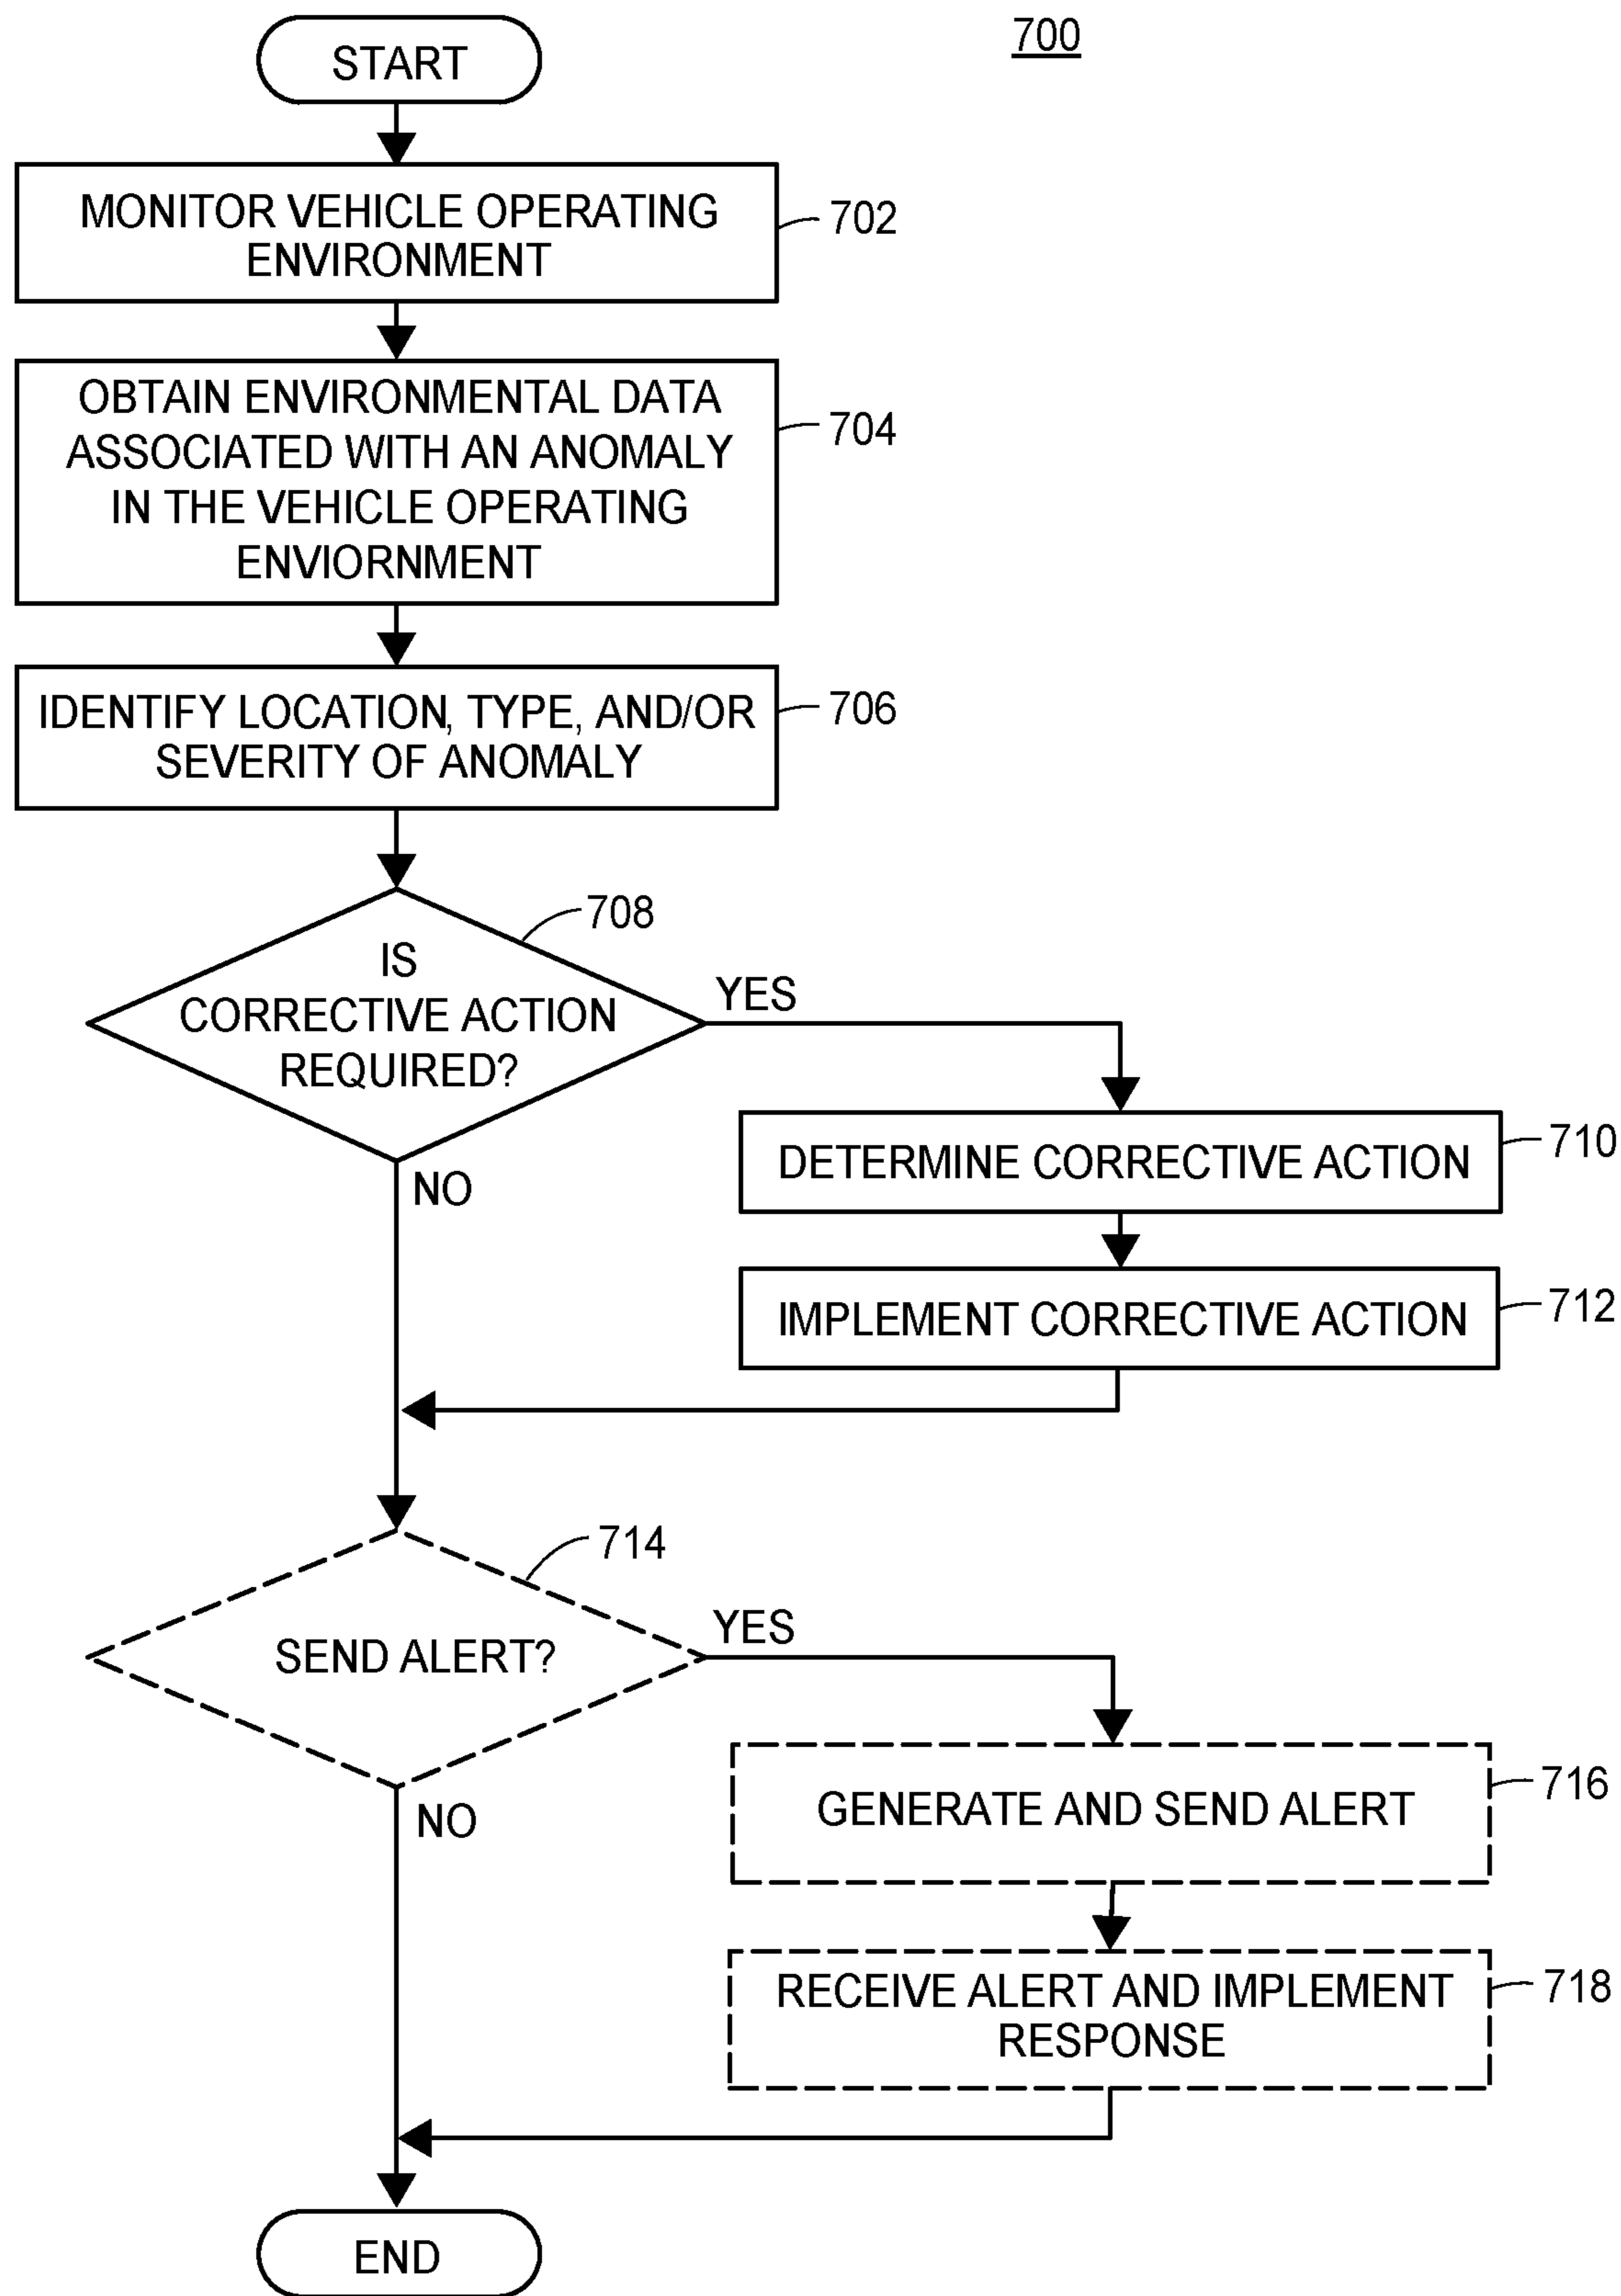 700
START
MONITOR VEHICLE OPERATING
ENVIRONMENT
702
OBTAIN ENVIRONMENTAL DATA
ASSOCIATED WITH AN ANOMALY
IN THE VEHICLE OPERATING
ENVIORNMENT
704
IDENTIFY LOCATION, TYPE, AND/OR
SEVERITY OF ANOMALY
706
708
IS
CORRECTIVE ACTION
REQUIRED?
YES
NO
DETERMINE CORRECTIVE ACTION
710
IMPLEMENT CORRECTIVE ACTION
712
714
SEND ALERT?
YES
NO
GENERATE AND SEND ALERT
716
RECEIVE ALERT AND IMPLEMENT
RESPONSE
718
END